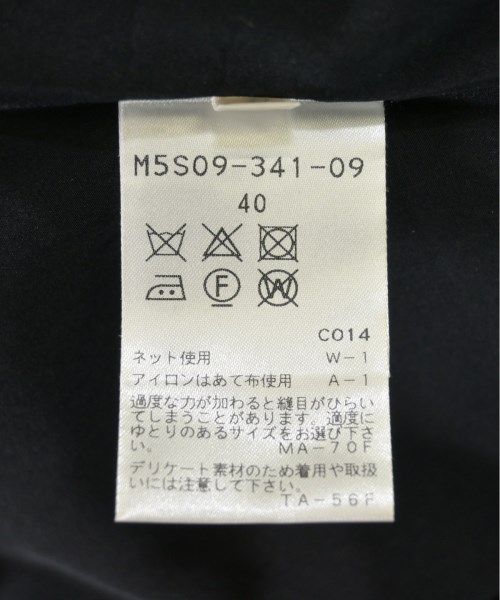 M5S09-341-09
40
F
W
C014
ネット使用 W-1
アイロンはあて布使用 A-1
過度な力が加わると縫目がひらい
てしまうことがあります。適度に
ゆとりのあるサイズをお選び下さ
い。 MA-70F
デリケート素材のため着用や取扱
いには注意して下さい。
TA-56F